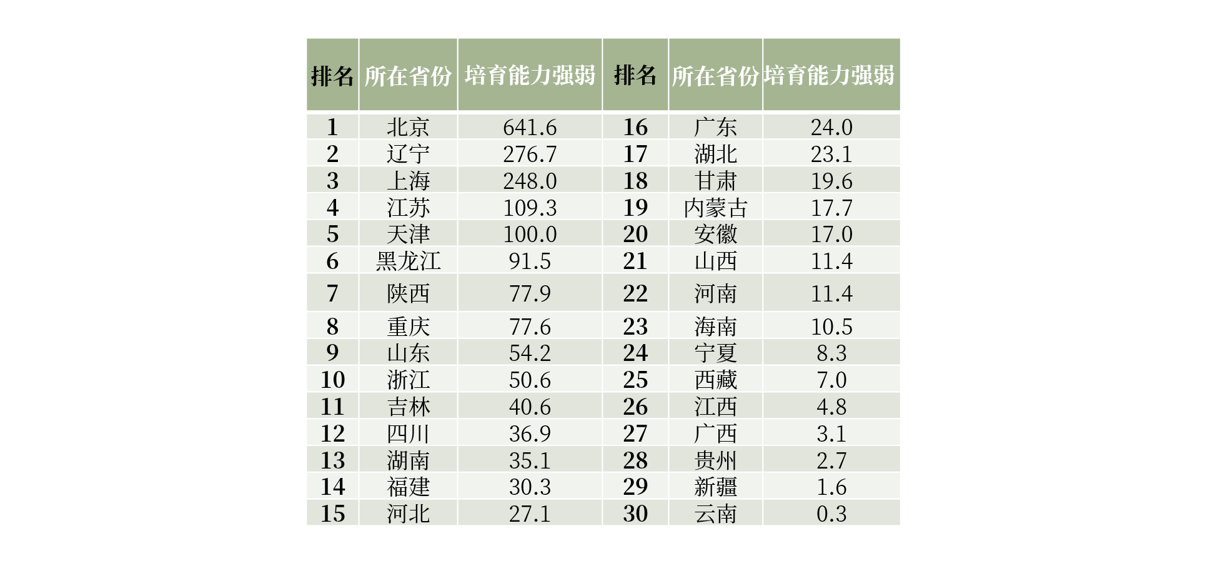 排名 所在省份 培育能力强弱 排名 所在省份 培育能力强弱
1 北京 641.6 16 广东 24.0
2 辽宁 276.7 17 湖北 23.1
3 上海 248.0 18 甘肃 19.6
4 江苏 109.3 19 内蒙古 17.7
5 天津 100.0 20 安徽 17.0
6 黑龙江 91.5 21 山西 11.4
7 陕西 77.9 22 河南 11.4
8 重庆 77.6 23 海南 10.5
9 山东 54.2 24 宁夏 8.3
10 浙江 50.6 25 西藏 7.0
11 吉林 40.6 26 江西 4.8
12 四川 36.9 27 广西 3.1
13 湖南 35.1 28 贵州 2.7
14 福建 30.3 29 新疆 1.6
15 河北 27.1 30 云南 0.3